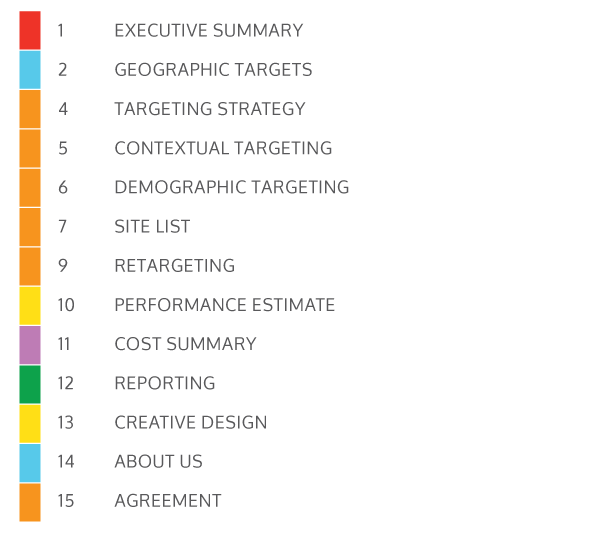 1 EXECUTIVE SUMMARY
2 GEOGRAPHIC TARGETS
4 TARGETING STRATEGY
5 CONTEXTUAL TARGETING
6 DEMOGRAPHIC TARGETING
7 SITE LIST
9 RETARGETING
10 PERFORMANCE ESTIMATE
11 COST SUMMARY
12 REPORTING
13 CREATIVE DESIGN
14 ABOUT US
15 AGREEMENT